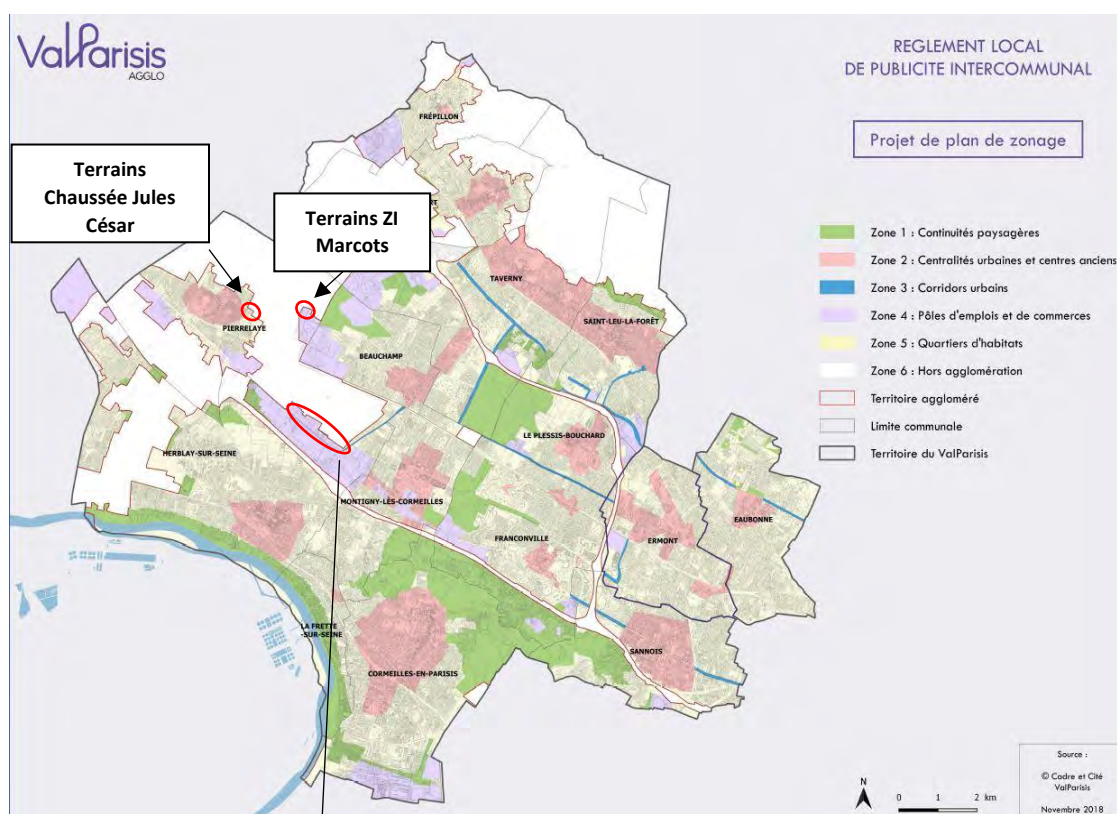 ValParisis
AGGLO
REGLEMENT LOCAL
DE PUBLICITE INTERCOMMUNAL
Projet de plan de zonage
Terrains
Chaussée Jules
César
Terrains ZI
Marcots
FRÉPILLON
RT
TAVERNY
SAINT-LEU-LA-FORÊT
PIERRELAYE
BEAUCHAMP
LE PLESSIS-BOUCHARD
HERBLAY-SUR-SEINE
MONTIGNY-LÈS-CORMEILLES
FRANCONVILLE
ERMONT
EAUBONNE
LA FRETTE
-SUR-SEINE
SANNOIS
CORMEILLES-EN-PARISIS
Zone 1 : Continuités paysagères
Zone 2 : Centralités urbaines et centres anciens
Zone 3 : Corridors urbains
Zone 4 : Pôles d'emplois et de commerces
Zone 5 : Quartiers d'habitats
Zone 6 : Hors agglomération
Territoire aggloméré
Limite communale
Territoire du ValParisis
N
0 1 2 km
Source :
© Cadre et Cité
ValParisis
Novembre 2018